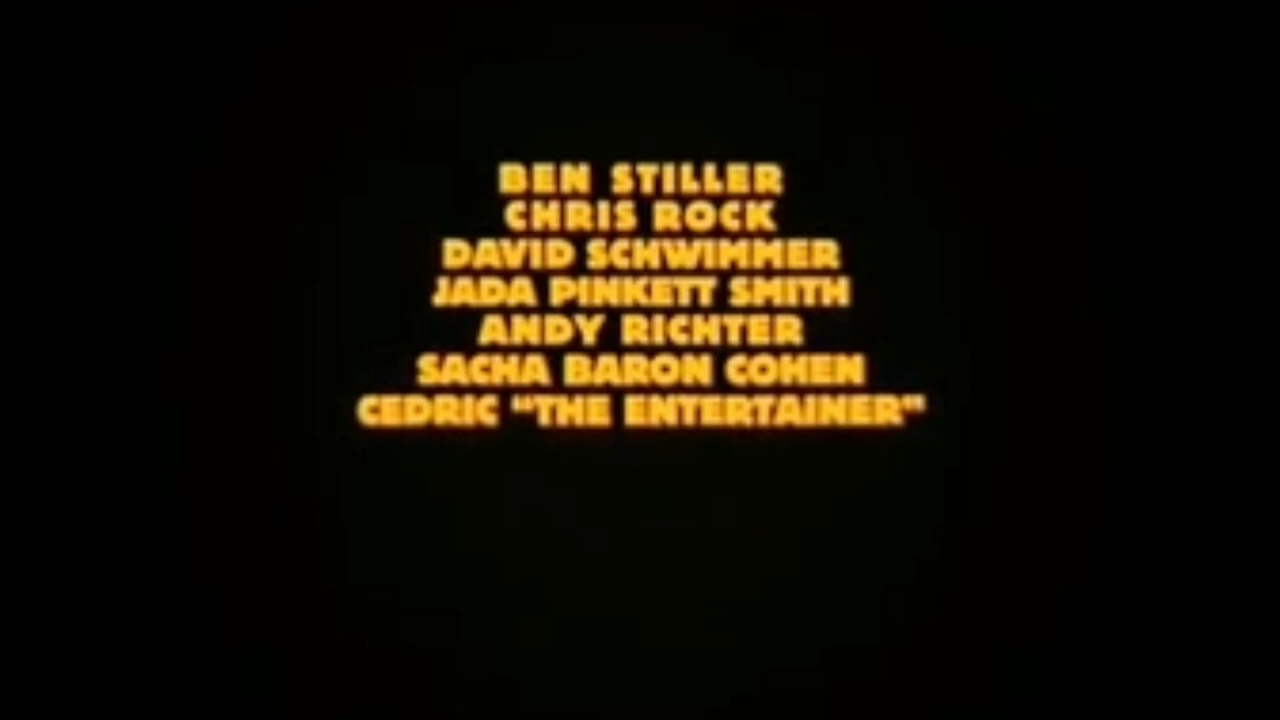 BEN STILLER
CHRIS ROCK
DAVID SCHWIMMER
JADA PINKETT SMITH
ANDY RICHTER
SACHA BARON COHEN
CEDRIC “THE ENTERTAINER”